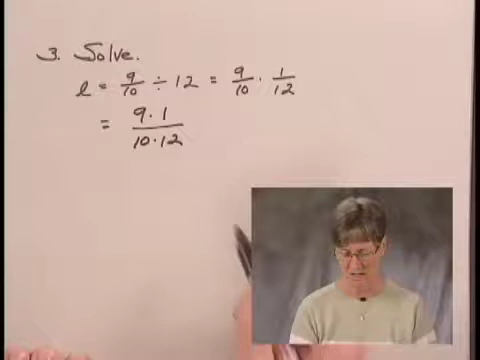 3. Solve.
l = 9/10 ÷ 12 = 9/10 · 1/12
= 9·1/10·12